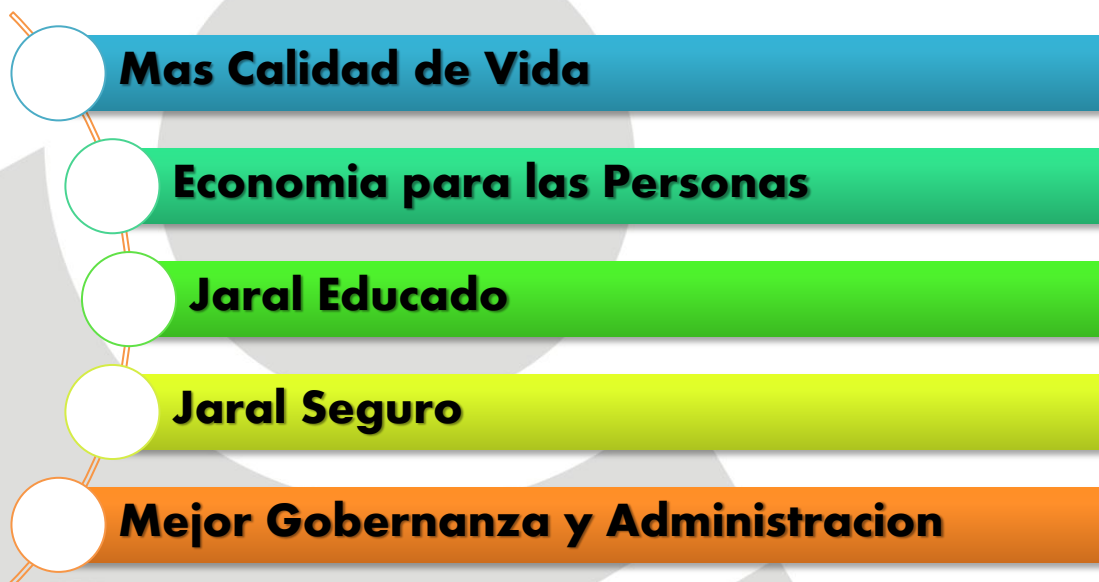 Mas Calidad de Vida
Economia para las Personas
Jaral Educado
Jaral Seguro
Mejor Gobernanza y Administracion